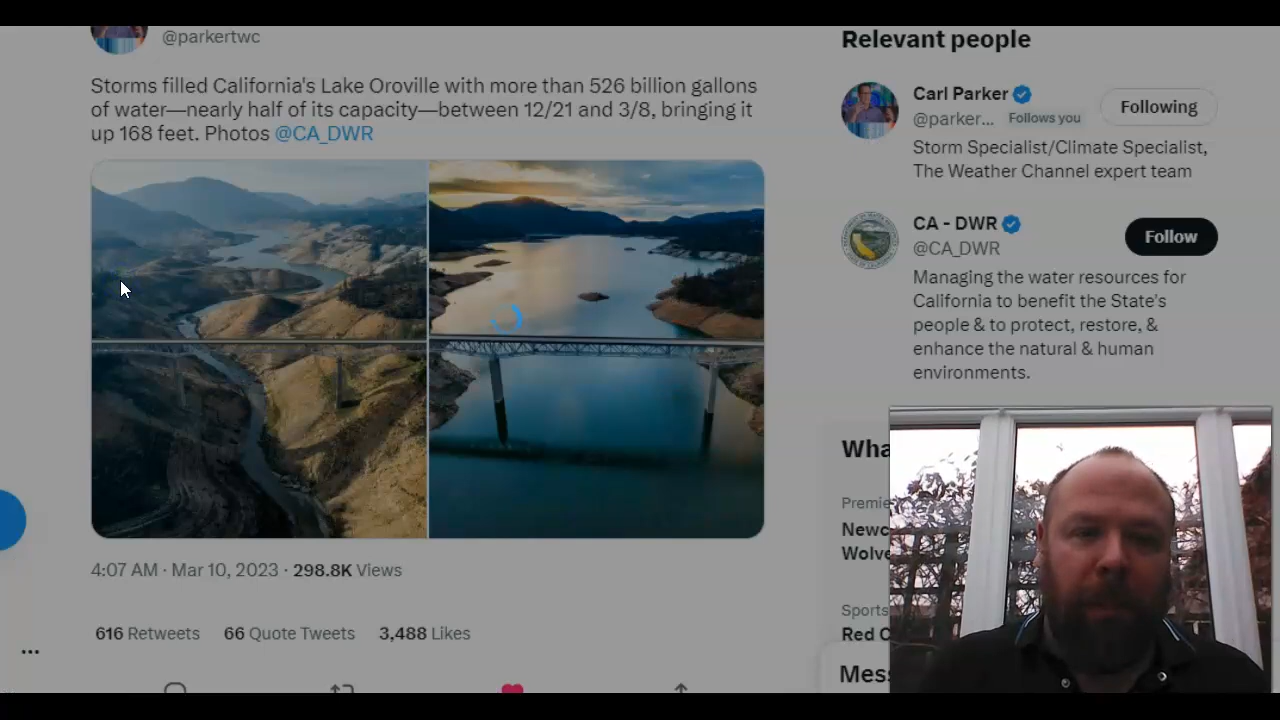 @parkertwc
Storms filled California's Lake Oroville with more than 526 billion gallons
of water—nearly half of its capacity—between 12/21 and 3/8, bringing it
up 168 feet. Photos @CA_DWR
4:07 AM · Mar 10, 2023 · 298.8K Views
616 Retweets 66 Quote Tweets 3,488 Likes
Relevant people
Carl Parker
Following
@parker... Follows you
Storm Specialist/Climate Specialist,
The Weather Channel expert team
CA - DWR
Follow
@CA_DWR
Managing the water resources for
California to benefit the State's
people & to protect, restore, &
enhance the natural & human
environments.
Wha
Premie
Newc
Wolve
Sports
Red C
Mess